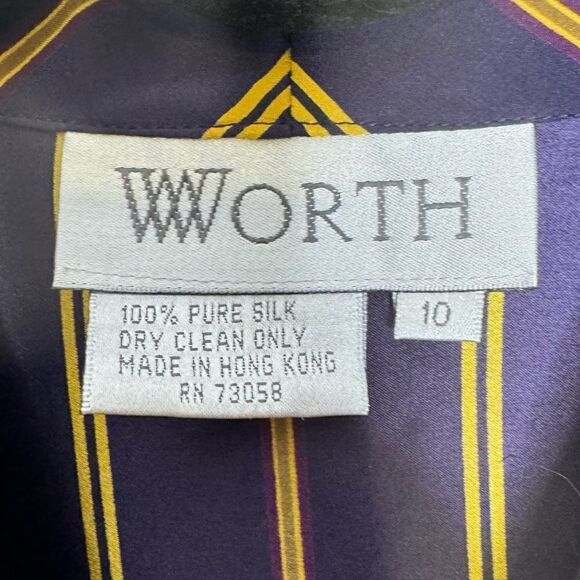 WORTH
100% PURE SILK
DRY CLEAN ONLY
MADE IN HONG KONG
RN 73058
10